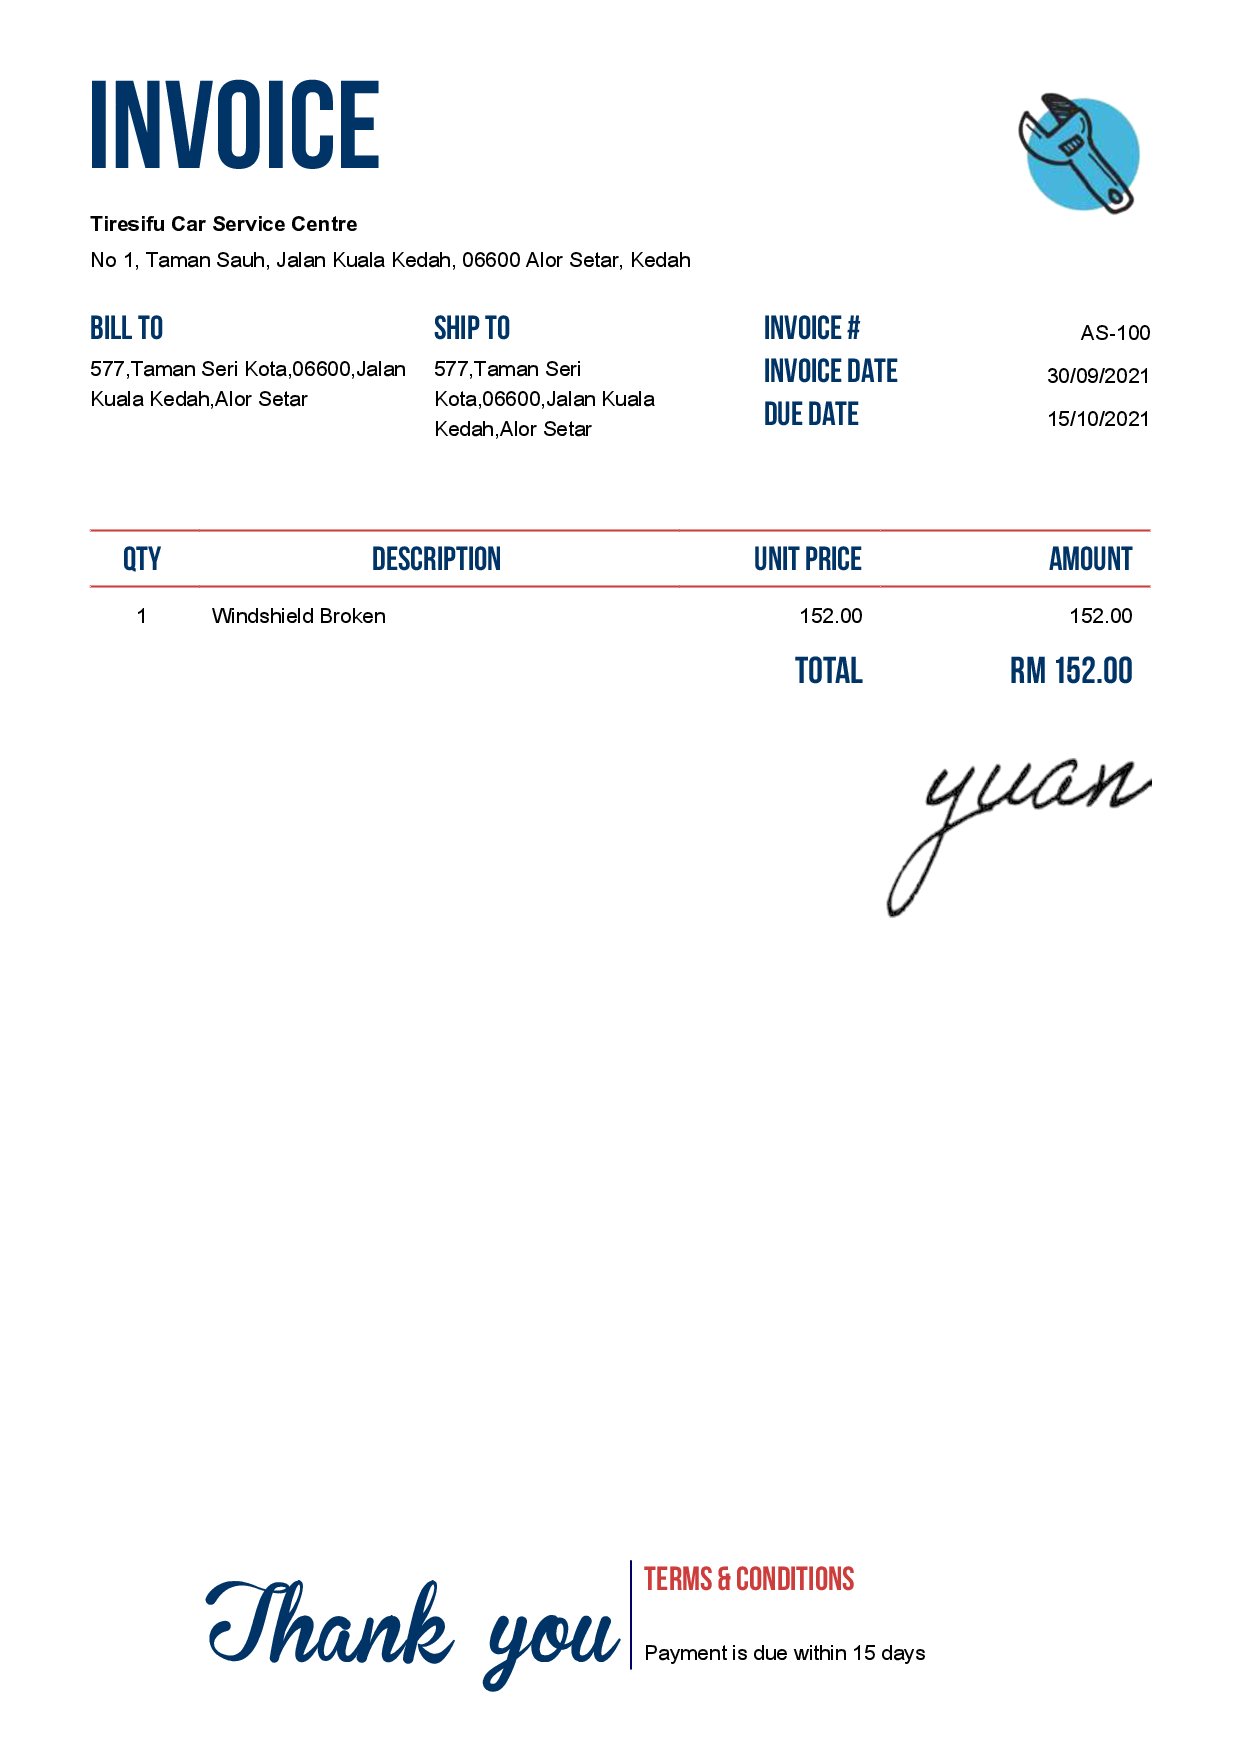 INVOICE
Tiresifu Car Service Centre
No 1, Taman Sauh, Jalan Kuala Kedah, 06600 Alor Setar, Kedah
BILL TO
577,Taman Seri Kota,06600,Jalan
Kuala Kedah,Alor Setar
SHIP TO
577,Taman Seri
Kota,06600,Jalan Kuala
Kedah,Alor Setar
INVOICE # AS-100
INVOICE DATE 30/09/2021
DUE DATE 15/10/2021
QTY DESCRIPTION UNIT PRICE AMOUNT
1 Windshield Broken 152.00 152.00
TOTAL RM 152.00
yuan
Thank you
TERMS & CONDITIONS
Payment is due within 15 days